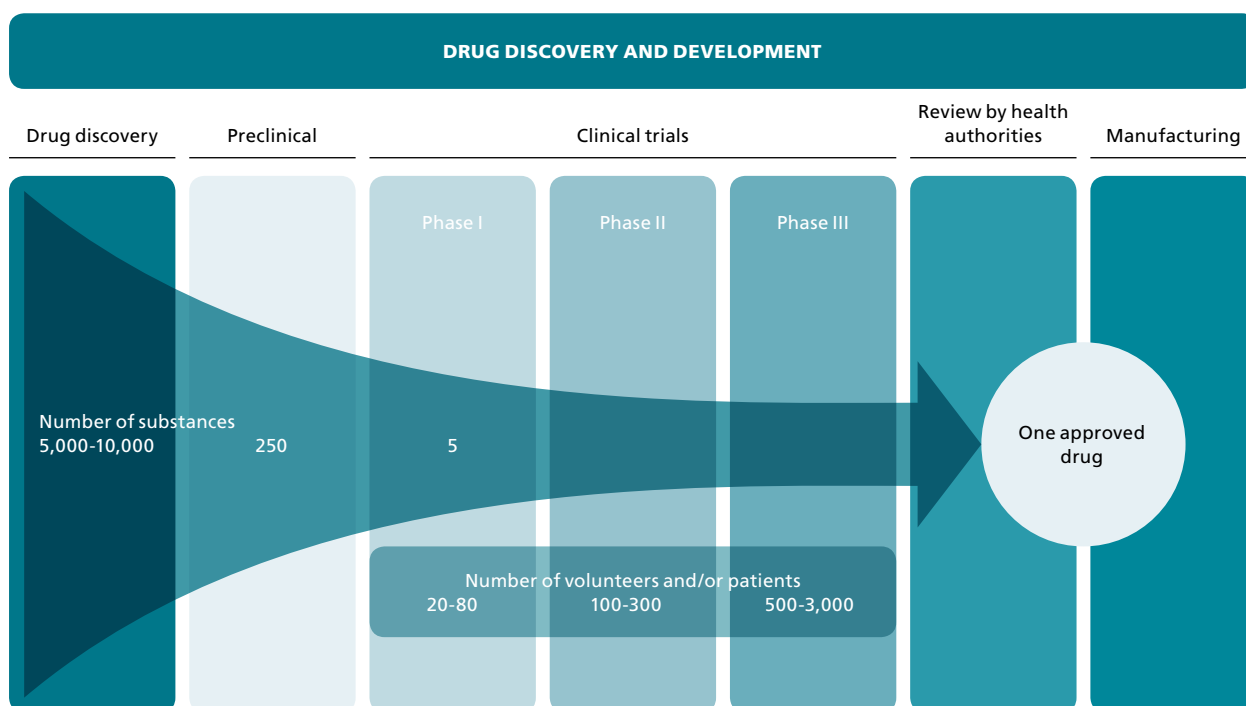 DRUG DISCOVERY AND DEVELOPMENT
Drug discovery
Preclinical
Clinical trials
Review by health
authorities
Manufacturing
Phase I
Phase II
Phase III
Number of substances
5,000-10,000
250
5
One approved
drug
Number of volunteers and/or patients
20-80
100-300
500-3,000